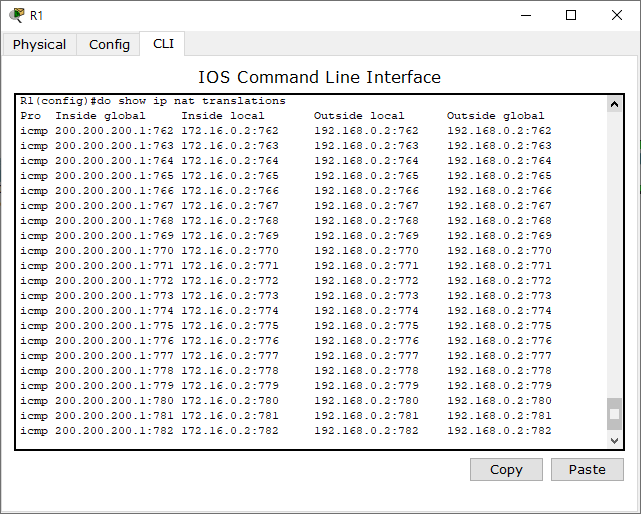 R1
Physical Config CLI
IOS Command Line Interface
R1(config)#do show ip nat translations
Pro Inside global Inside local Outside local Outside global
icmp 200.200.200.1:762 172.16.0.2:762 192.168.0.2:762 192.168.0.2:762
icmp 200.200.200.1:763 172.16.0.2:763 192.168.0.2:763 192.168.0.2:763
icmp 200.200.200.1:764 172.16.0.2:764 192.168.0.2:764 192.168.0.2:764
icmp 200.200.200.1:765 172.16.0.2:765 192.168.0.2:765 192.168.0.2:765
icmp 200.200.200.1:766 172.16.0.2:766 192.168.0.2:766 192.168.0.2:766
icmp 200.200.200.1:767 172.16.0.2:767 192.168.0.2:767 192.168.0.2:767
icmp 200.200.200.1:768 172.16.0.2:768 192.168.0.2:768 192.168.0.2:768
icmp 200.200.200.1:769 172.16.0.2:769 192.168.0.2:769 192.168.0.2:769
icmp 200.200.200.1:770 172.16.0.2:770 192.168.0.2:770 192.168.0.2:770
icmp 200.200.200.1:771 172.16.0.2:771 192.168.0.2:771 192.168.0.2:771
icmp 200.200.200.1:772 172.16.0.2:772 192.168.0.2:772 192.168.0.2:772
icmp 200.200.200.1:773 172.16.0.2:773 192.168.0.2:773 192.168.0.2:773
icmp 200.200.200.1:774 172.16.0.2:774 192.168.0.2:774 192.168.0.2:774
icmp 200.200.200.1:775 172.16.0.2:775 192.168.0.2:775 192.168.0.2:775
icmp 200.200.200.1:776 172.16.0.2:776 192.168.0.2:776 192.168.0.2:776
icmp 200.200.200.1:777 172.16.0.2:777 192.168.0.2:777 192.168.0.2:777
icmp 200.200.200.1:778 172.16.0.2:778 192.168.0.2:778 192.168.0.2:778
icmp 200.200.200.1:779 172.16.0.2:779 192.168.0.2:779 192.168.0.2:779
icmp 200.200.200.1:780 172.16.0.2:780 192.168.0.2:780 192.168.0.2:780
icmp 200.200.200.1:781 172.16.0.2:781 192.168.0.2:781 192.168.0.2:781
icmp 200.200.200.1:782 172.16.0.2:782 192.168.0.2:782 192.168.0.2:782
Copy Paste